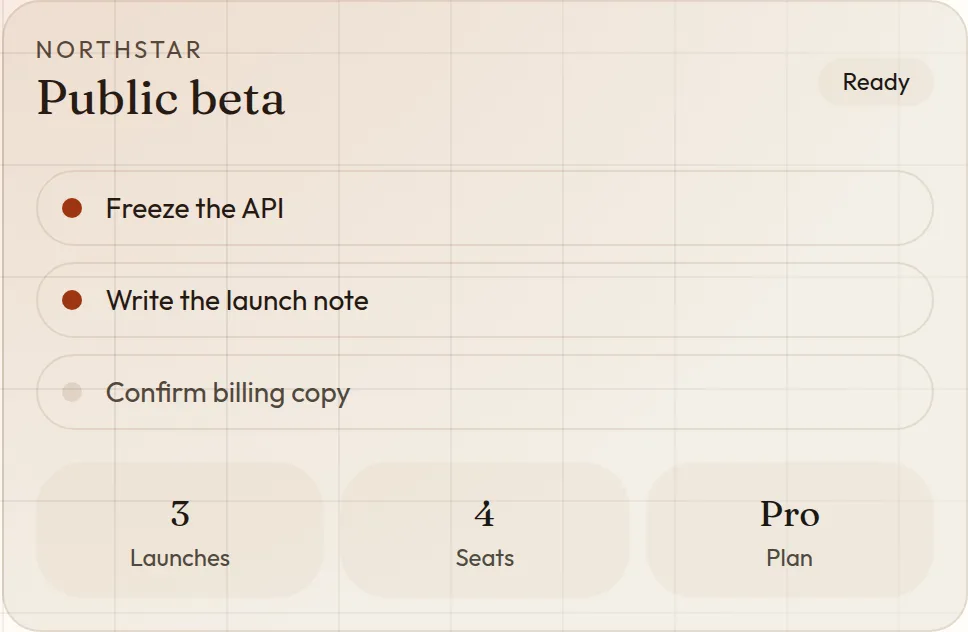 NORTHSTAR
Public beta
Ready
Freeze the API
Write the launch note
Confirm billing copy
3
Launches
4
Seats
Pro
Plan